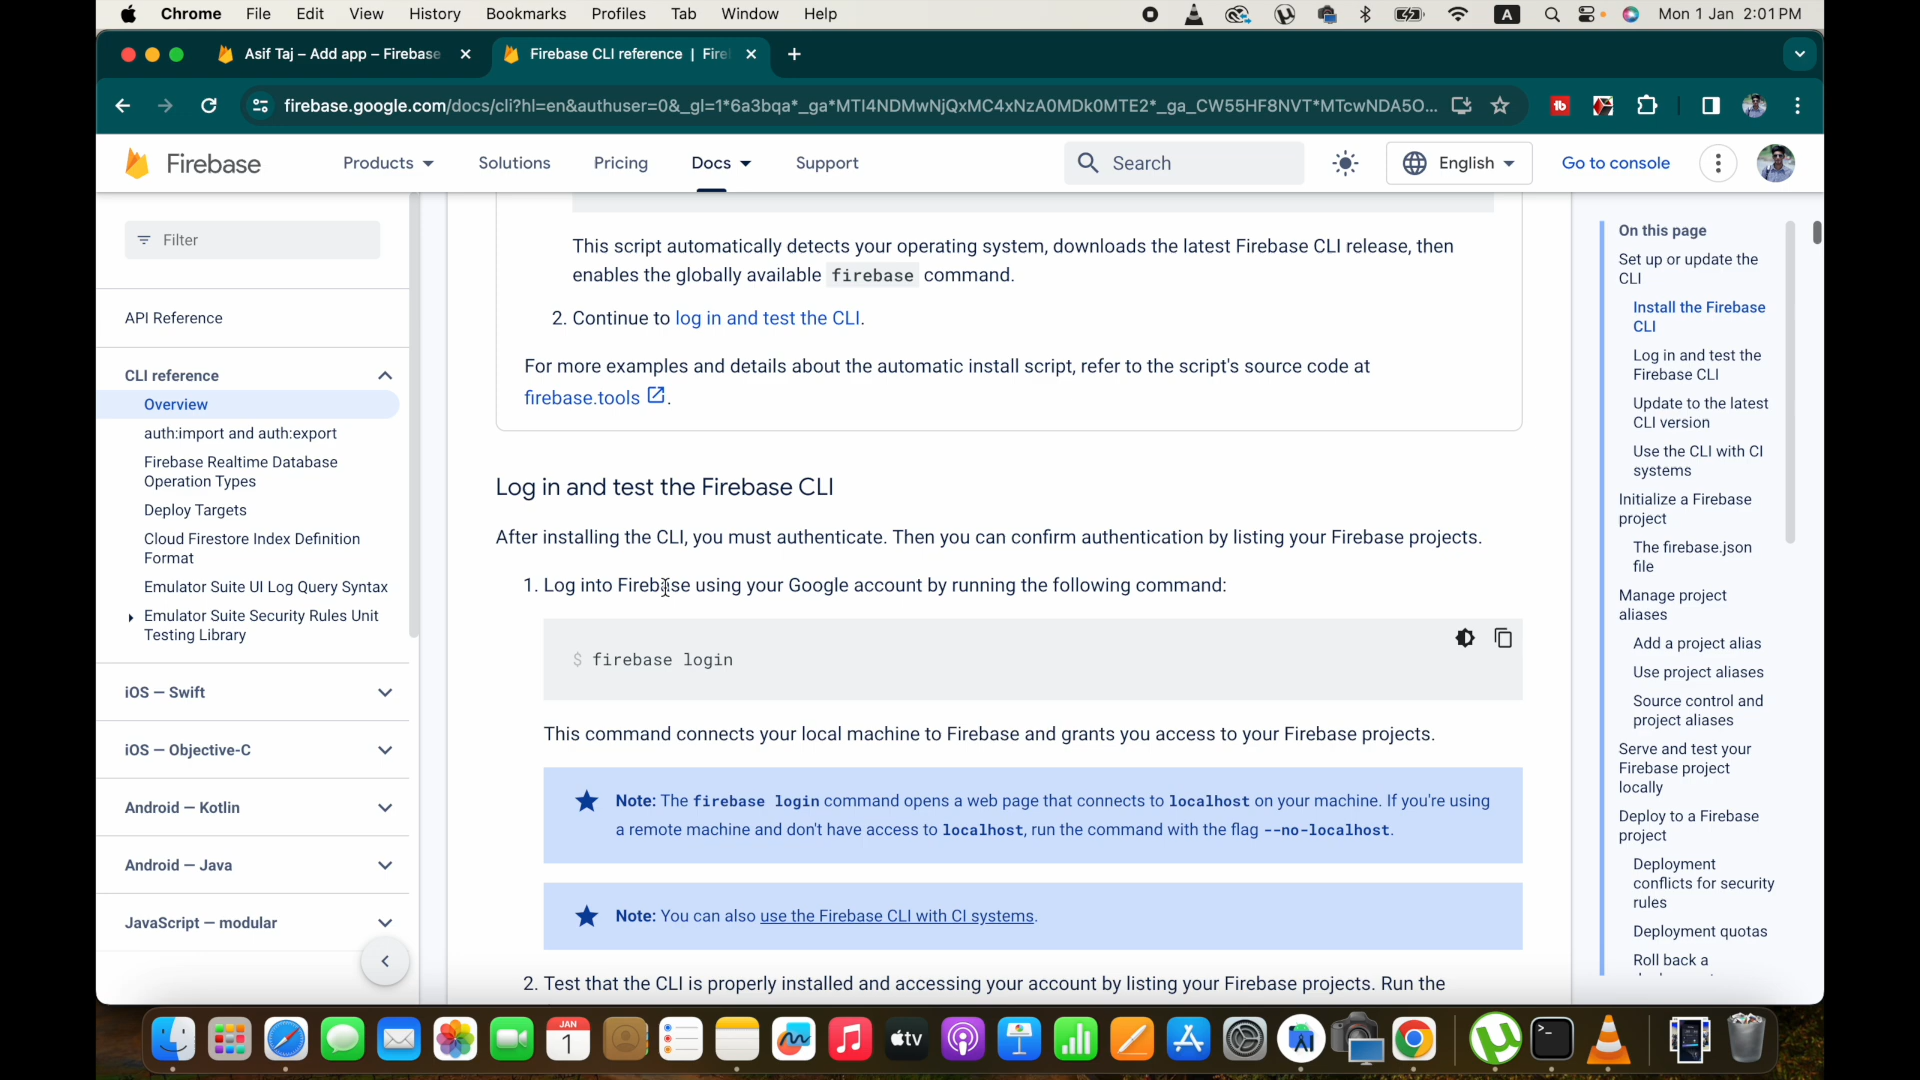 Chrome File Edit View History Bookmarks Profiles Tab Window Help A Mon 1 Jan 2:01 PM
Asif Taj – Add app – Firebase
Firebase CLI reference | Fire
firebase.google.com/docs/cli?hl=en&authuser=0&_gl=1*6a3bqa*_ga*MTI4NDMwNjQxMC4xNzA0MDk0MTE2*_ga_CW55HF8NVT*MTcwNDA5O...
tb
Firebase Products Solutions Pricing Docs Support Search English Go to console
Filter
API Reference
CLI reference
Overview
auth:import and auth:export
Firebase Realtime Database
Operation Types
Deploy Targets
Cloud Firestore Index Definition
Format
Emulator Suite UI Log Query Syntax
Emulator Suite Security Rules Unit
Testing Library
iOS – Swift
iOS – Objective-C
Android – Kotlin
Android – Java
JavaScript – modular
This script automatically detects your operating system, downloads the latest Firebase CLI release, then
enables the globally available firebase command.
2. Continue to log in and test the CLI.
For more examples and details about the automatic install script, refer to the script's source code at
firebase.tools .
Log in and test the Firebase CLI
After installing the CLI, you must authenticate. Then you can confirm authentication by listing your Firebase projects.
1. Log into Firebase using your Google account by running the following command:
$ firebase login
This command connects your local machine to Firebase and grants you access to your Firebase projects.
Note: The firebase login command opens a web page that connects to localhost on your machine. If you're using
a remote machine and don't have access to localhost, run the command with the flag --no-localhost.
Note: You can also use the Firebase CLI with CI systems.
2. Test that the CLI is properly installed and accessing your account by listing your Firebase projects. Run the
On this page
Set up or update the
CLI
Install the Firebase
CLI
Log in and test the
Firebase CLI
Update to the latest
CLI version
Use the CLI with CI
systems
Initialize a Firebase
project
The firebase.json
file
Manage project
aliases
Add a project alias
Use project aliases
Source control and
project aliases
Serve and test your
Firebase project
locally
Deploy to a Firebase
project
Deployment
conflicts for security
rules
Deployment quotas
Roll back a
JAN
1
tv